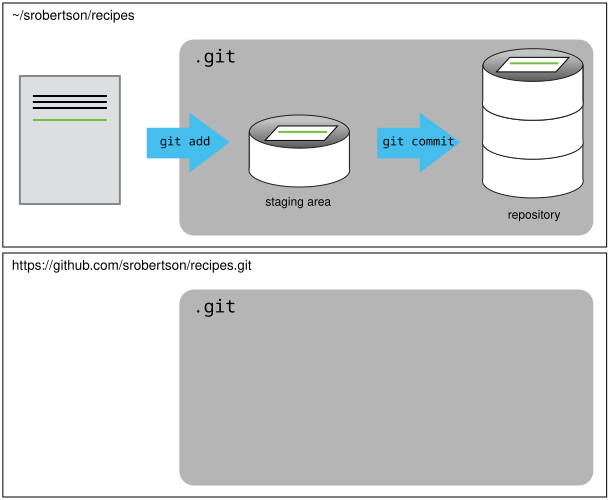 ~/srobertson/recipes
.git
git add
git commit
staging area
repository
https://github.com/srobertson/recipes.git
.git